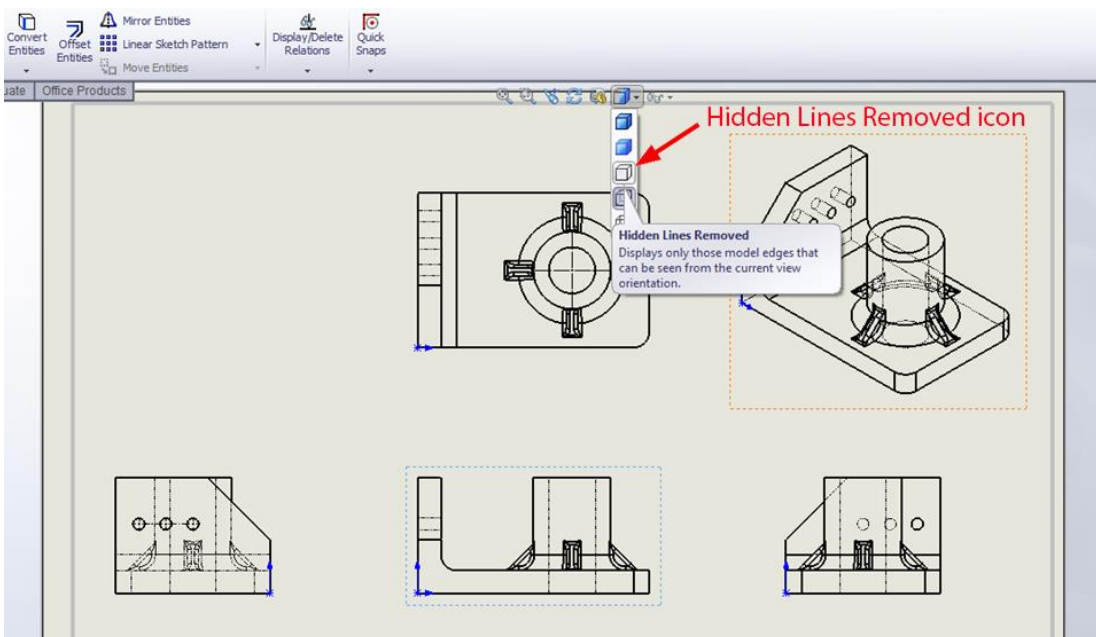 Convert
Entities
Offset
Entities
Mirror Entities
Linear Sketch Pattern
Move Entities
Display/Delete
Relations
Quick
Snaps
uate
Office Products
Hidden Lines Removed icon
Hidden Lines Removed
Displays only those model edges that
can be seen from the current view
orientation.